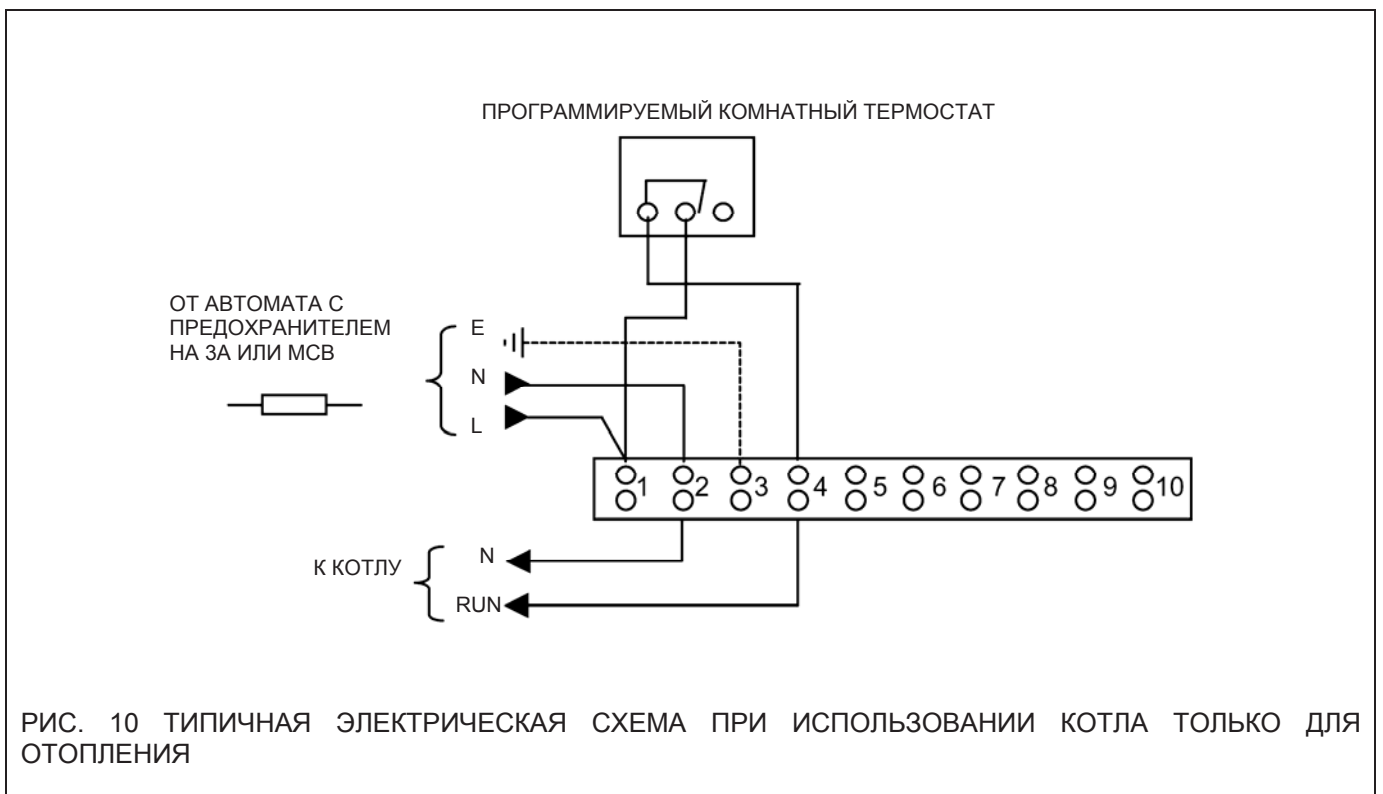 ПРОГРАММИРУЕМЫЙ КОМНАТНЫЙ ТЕРМОСТАТ
ОТ АВТОМАТА С
ПРЕДОХРАНИТЕЛЕМ
НА 3А ИЛИ МСВ
E
N
L
1 2 3 4 5 6 7 8 9 10
К КОТЛУ
N
RUN
РИС. 10 ТИПИЧНАЯ ЭЛЕКТРИЧЕСКАЯ СХЕМА ПРИ ИСПОЛЬЗОВАНИИ КОТЛА ТОЛЬКО ДЛЯ
ОТОПЛЕНИЯ